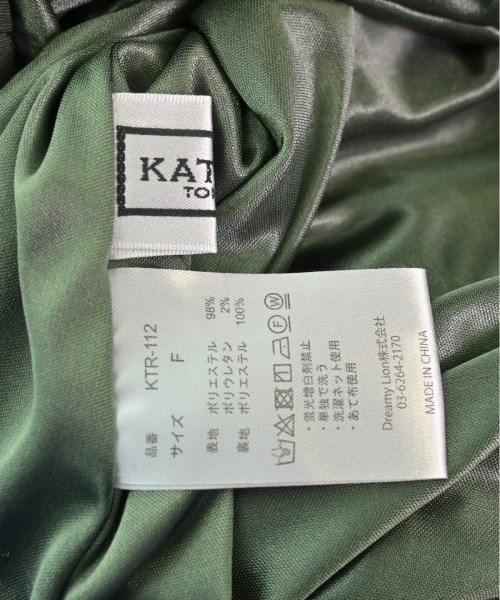 KAT
TO
品番 KTR-112
サイズ F
表地 ポリエステル 98%
ポリウレタン 2%
裏地 ポリエステル 100%
・蛍光増白剤禁止
・単独で洗う
・洗濯ネット使用
・あて布使用
Dreamy Lion株式会社
03-6264-2170
MADE IN CHINA